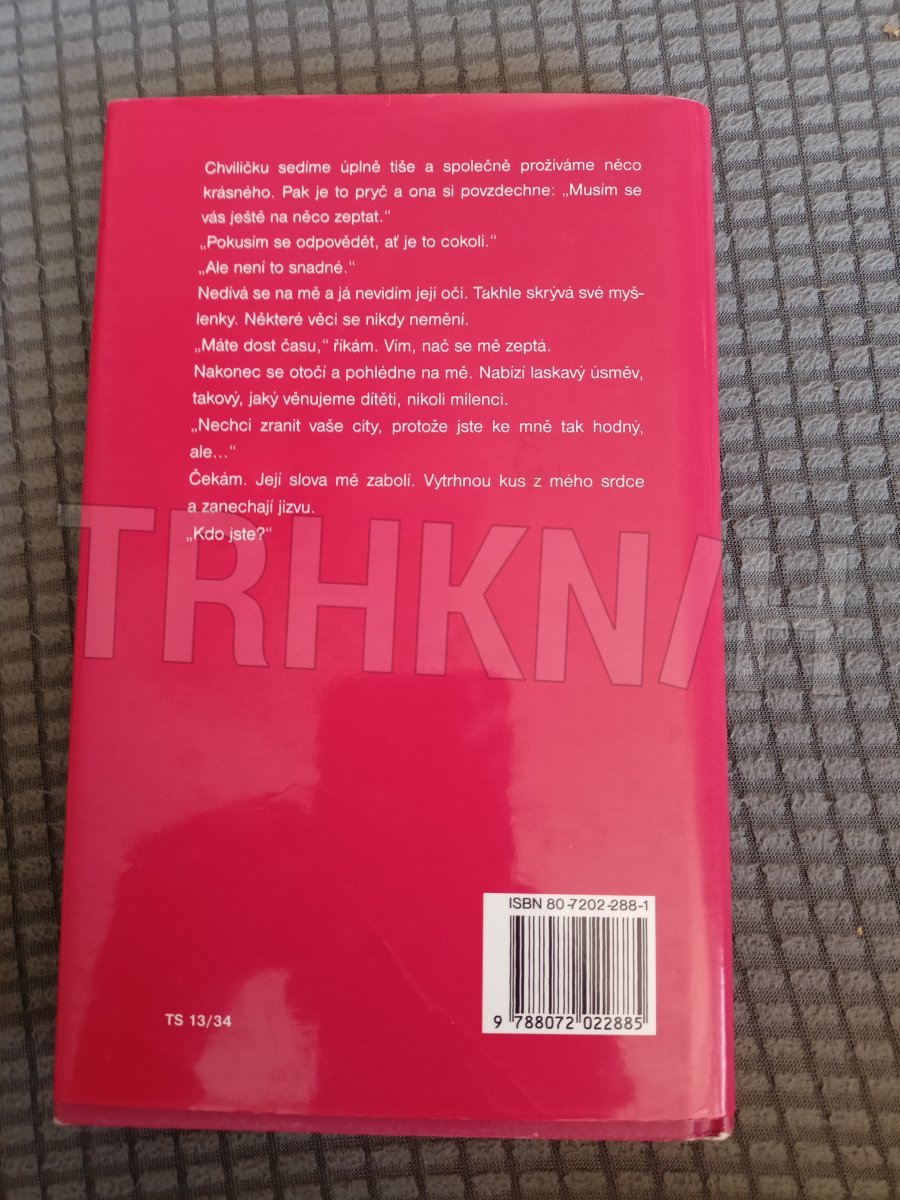 Chviličku sedíme úplně tiše a společně prožíváme něco
krásného. Pak je to pryč a ona si povzdechne: „Musím se
vás ještě na něco zeptat.“
„Pokusím se odpovědět, ať je to cokoli.“
„Ale není to snadné.“
Nedívá se na mě a já nevidím její oči. Takhle skrývá své myš-
lenky. Některé věci se nikdy nemění.
„Máte dost času,“ říkám. Vím, nač se mě zeptá.
Nakonec se otočí a pohlédne na mě. Nabízí laskavý úsměv,
takový, jaký věnujeme dítěti, nikoli milenci.
„Nechci zranit vaše city, protože jste ke mně tak hodný,
ale...“
Čekám. Její slova mě zabolí. Vytrhnou kus z mého srdce
a zanechají jizvu.
„Kdo jste?“
TRHKNI
ISBN 80-7202-288-1
9 788072 022885
TS 13/34